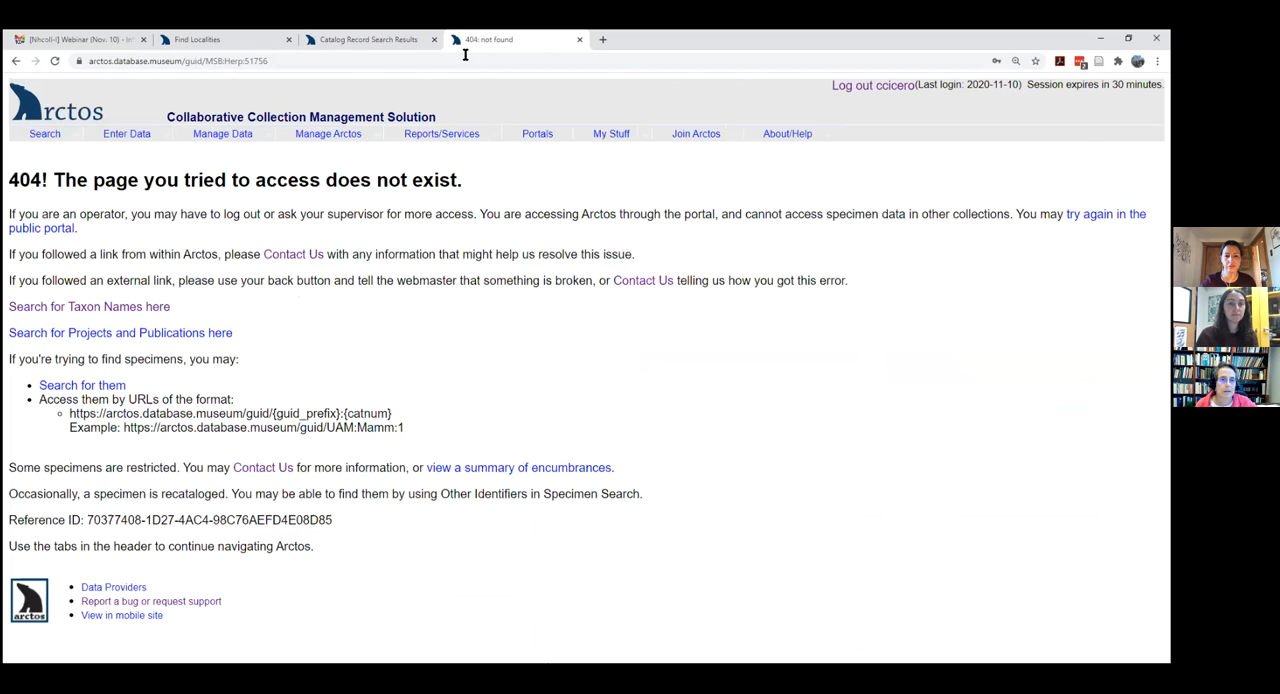 [Nhcoll-l] Webinar (Nov. 10) - In
Find Localities
Catalog Record Search Results
404: not found
arctos.database.museum/guid/MSB:Herp:51756
Log out ccicero(Last login: 2020-11-10) Session expires in 30 minutes.
arctos
Collaborative Collection Management Solution
Search Enter Data Manage Data Manage Arctos Reports/Services Portals My Stuff Join Arctos About/Help
404! The page you tried to access does not exist.
If you are an operator, you may have to log out or ask your supervisor for more access. You are accessing Arctos through the portal, and cannot access specimen data in other collections. You may try again in the
public portal.
If you followed a link from within Arctos, please Contact Us with any information that might help us resolve this issue.
If you followed an external link, please use your back button and tell the webmaster that something is broken, or Contact Us telling us how you got this error.
Search for Taxon Names here
Search for Projects and Publications here
If you're trying to find specimens, you may:
Search for them
Access them by URLs of the format:
https://arctos.database.museum/guid/{guid_prefix}:{catnum}
Example: https://arctos.database.museum/guid/UAM:Mamm:1
Some specimens are restricted. You may Contact Us for more information, or view a summary of encumbrances.
Occasionally, a specimen is recataloged. You may be able to find them by using Other Identifiers in Specimen Search.
Reference ID: 70377408-1D27-4AC4-98C76AEFD4E08D85
Use the tabs in the header to continue navigating Arctos.
arctos
Data Providers
Report a bug or request support
View in mobile site